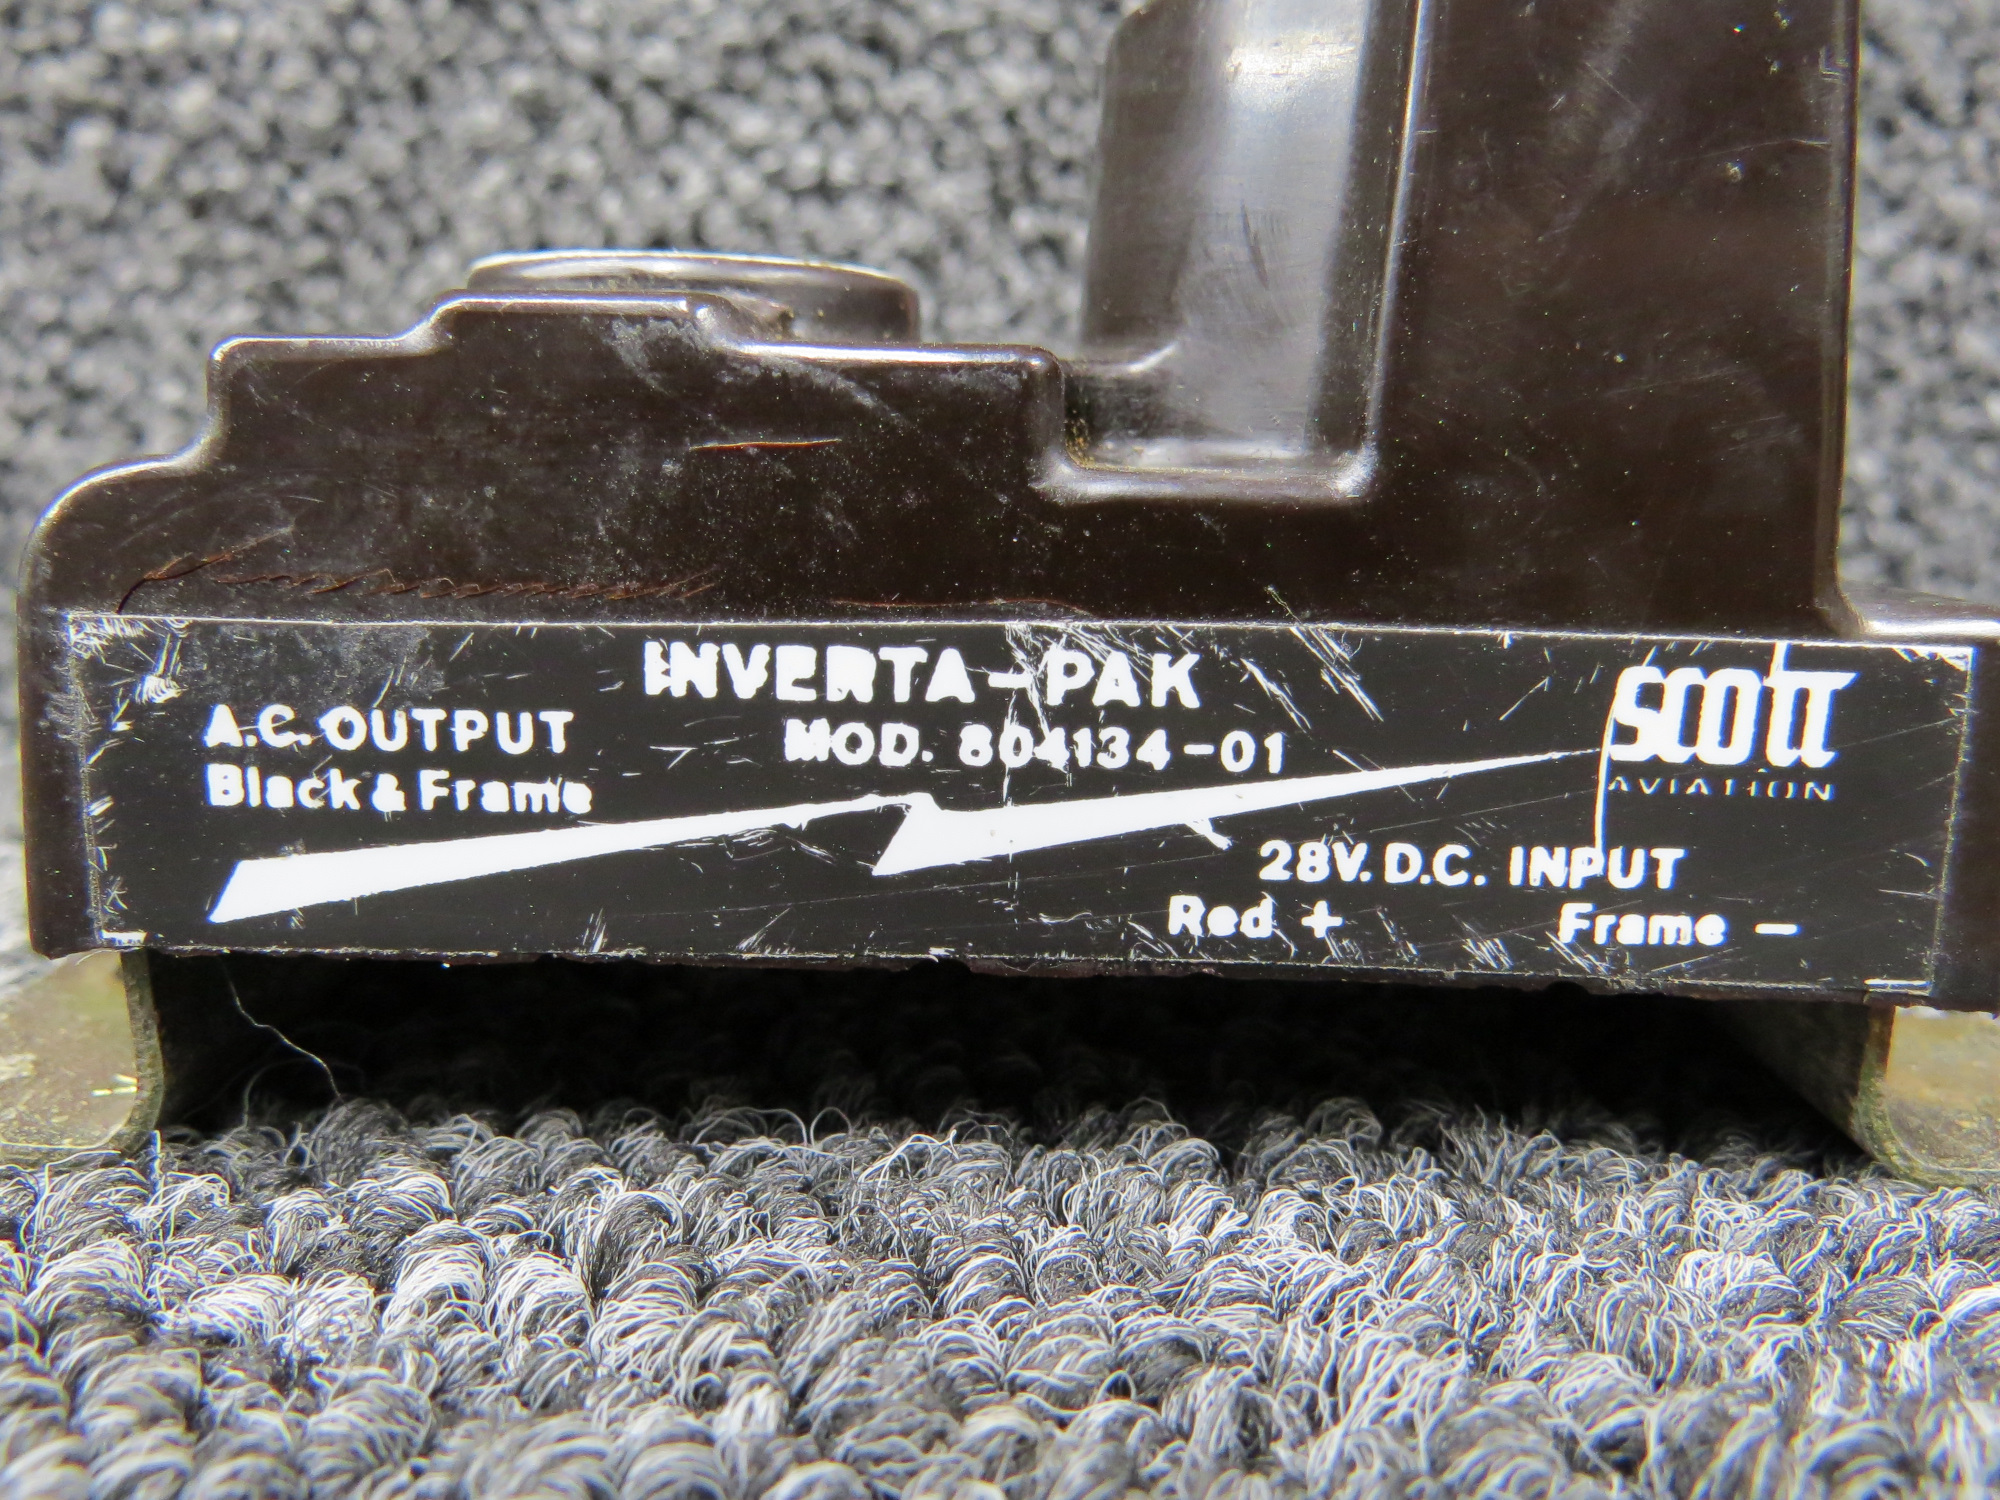 INVERTA-PAK
MOD. 804134-01
A.C. OUTPUT
Black & Frame
scott
AVIATION
28V. D.C. INPUT
Red + Frame -